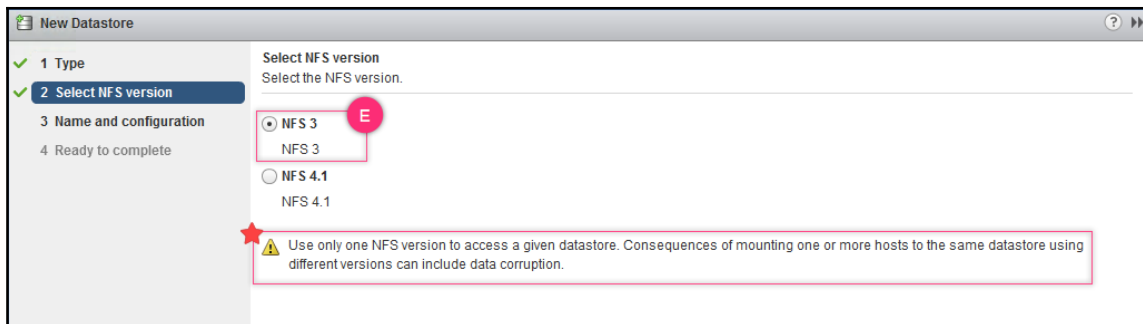 New Datastore
?
1 Type
2 Select NFS version
3 Name and configuration
4 Ready to complete
Select NFS version
Select the NFS version.
E
NFS 3
NFS 3
NFS 4.1
NFS 4.1
Use only one NFS version to access a given datastore. Consequences of mounting one or more hosts to the same datastore using
different versions can include data corruption.